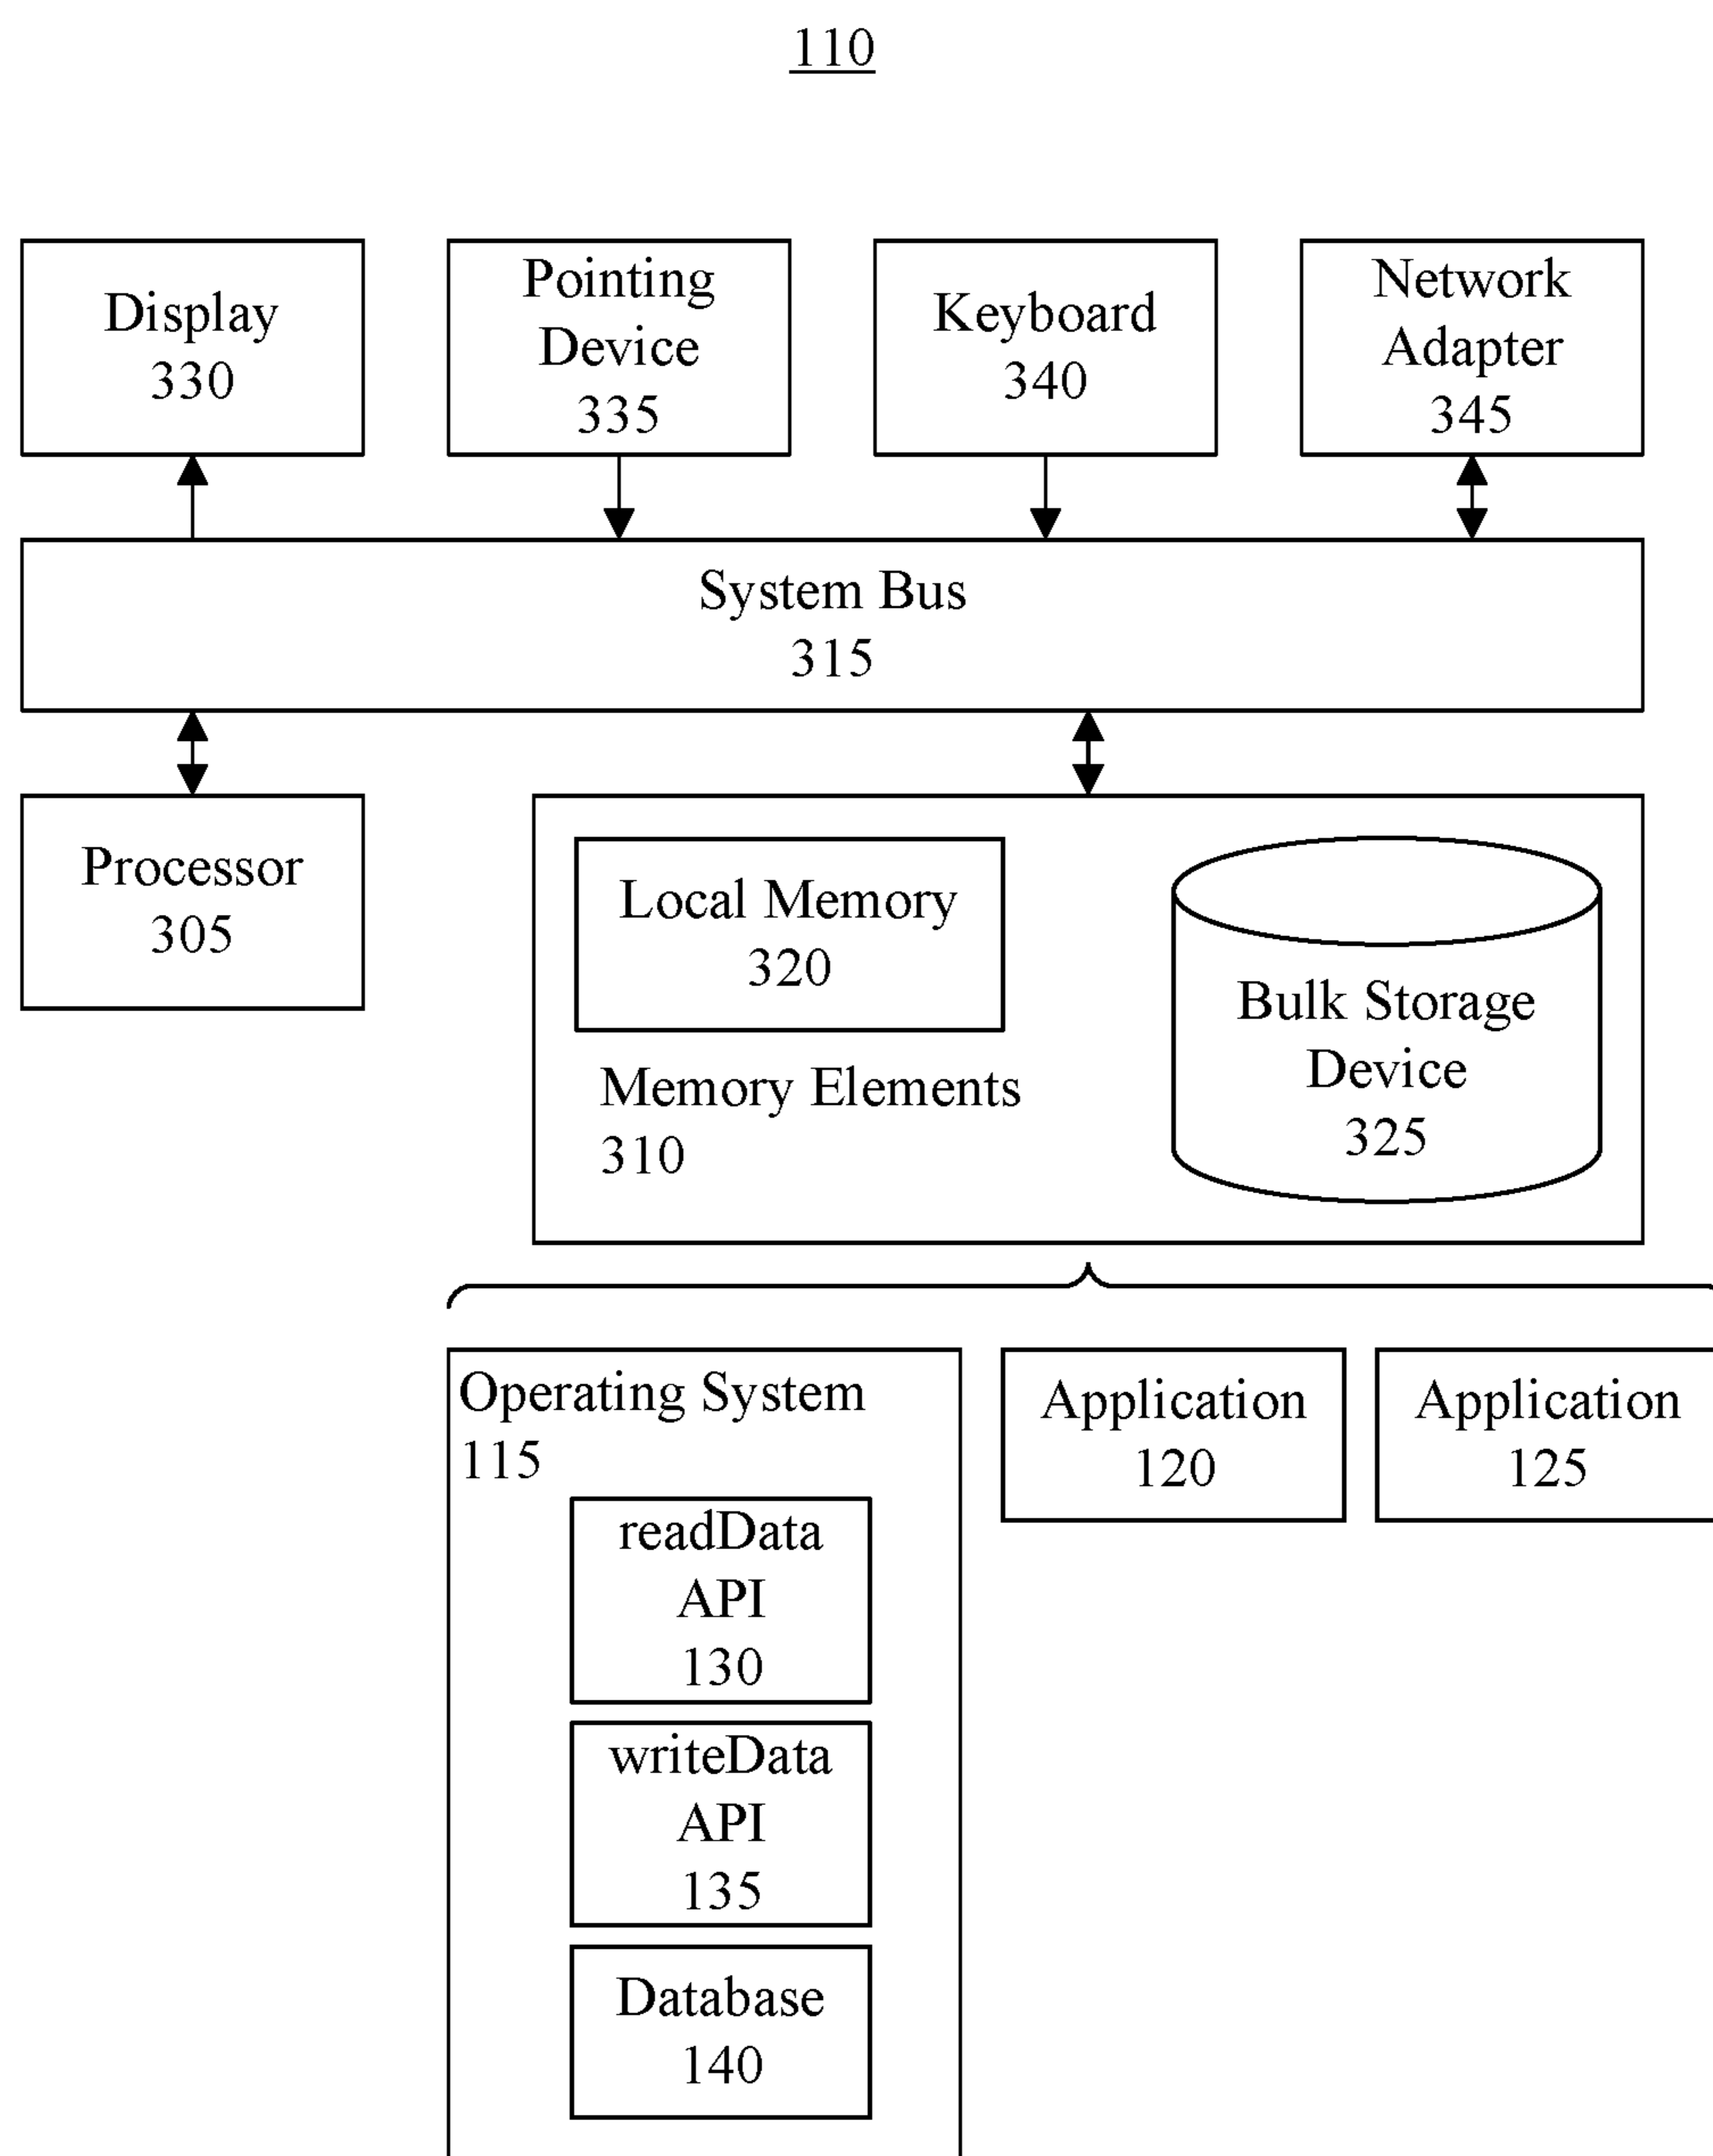 110
Display
330
Pointing
Device
335
Keyboard
340
Network
Adapter
345
System Bus
315
Processor
305
Local Memory
320
Memory Elements
310
Bulk Storage
Device
325
Operating System
115
readData
API
130
writeData
API
135
Database
140
Application
120
Application
125